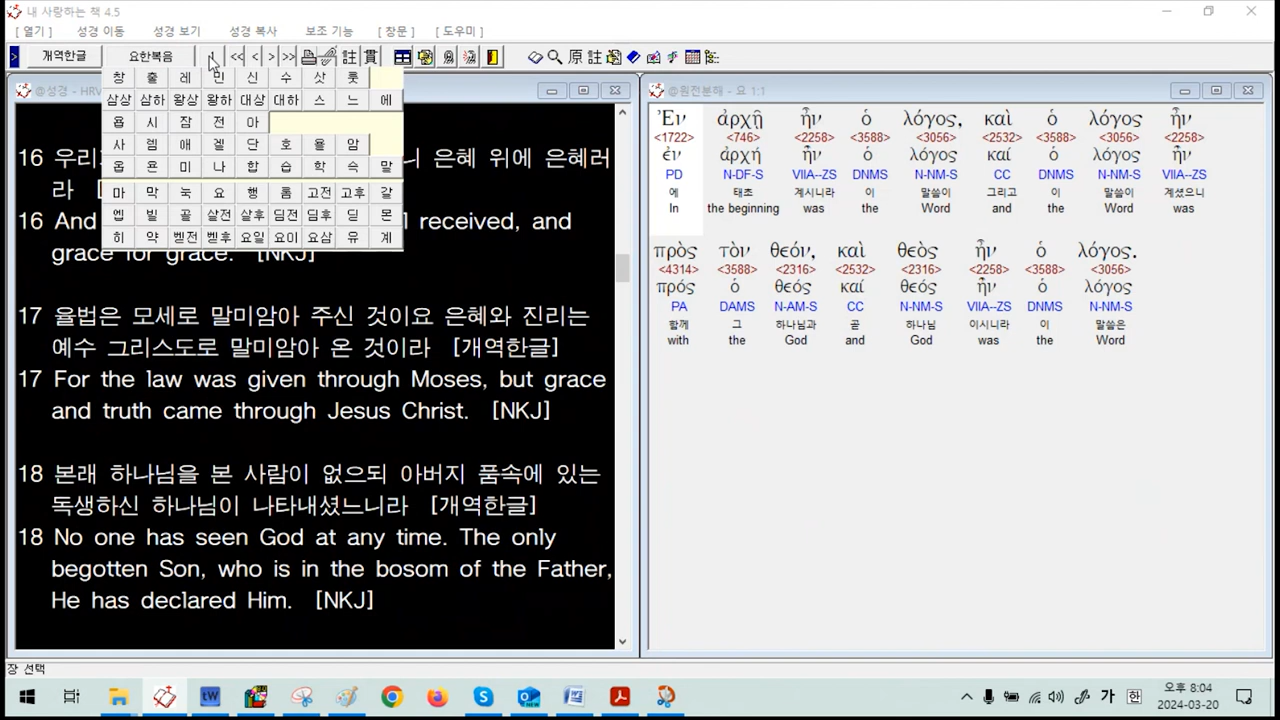 내 사랑하는 책 4.5
[ 열기 ] 성경 이동 성경 보기 성경 복사 보조 기능 [ 창문 ] [ 도우미 ]
> 개역한글 요한복음 << < > >> 註 貫 原 註
@성경 - HRV
창 출 레 민 신 수 삿 룻
삼상 삼하 왕상 왕하 대상 대하 스 느 에
욥 시 잠 전 아
사 렘 애 겔 단 호 욜 암
옵 욘 미 나 합 습 학 슥 말
마 막 눅 요 행 롬 고전 고후 갈
엡 빌 골 살전 살후 딤전 딤후 딛 몬
히 약 벧전 벧후 요일 요이 요삼 유 계
16 우리 니 은혜 위에 은혜러
라 [
16 And l received, and
grace for grace. [NKJ]
17 율법은 모세로 말미암아 주신 것이요 은혜와 진리는
예수 그리스도로 말미암아 온 것이라 [개역한글]
17 For the law was given through Moses, but grace
and truth came through Jesus Christ. [NKJ]
18 본래 하나님을 본 사람이 없으되 아버지 품속에 있는
독생하신 하나님이 나타내셨느니라 [개역한글]
18 No one has seen God at any time. The only
begotten Son, who is in the bosom of the Father,
He has declared Him. [NKJ]
@원전분해 - 요 1:1
Ἐν ἀρχῇ ἦν ὁ λόγος, καὶ ὁ λόγος ἦν
<1722> <746> <2258> <3588> <3056> <2532> <3588> <3056> <2258>
ἐν ἀρχή ἦν ὁ λόγος καί ὁ λόγος ἦν
PD N-DF-S VIIA--ZS DNMS N-NM-S CC DNMS N-NM-S VIIA--ZS
에 태초 계시니라 이 말씀이 그리고 이 말씀이 계셨으니
In the beginning was the Word and the Word was
πρὸς τὸν θεόν, καὶ θεὸς ἦν ὁ λόγος.
<4314> <3588> <2316> <2532> <2316> <2258> <3588> <3056>
πρός ὁ θεός καί θεός ἦν ὁ λόγος
PA DAMS N-AM-S CC N-NM-S VIIA--ZS DNMS N-NM-S
함께 그 하나님과 곧 하나님 이시니라 이 말씀은
with the God and God was the Word
장 선택
tW W 가 한 오후 8:04
2024-03-20